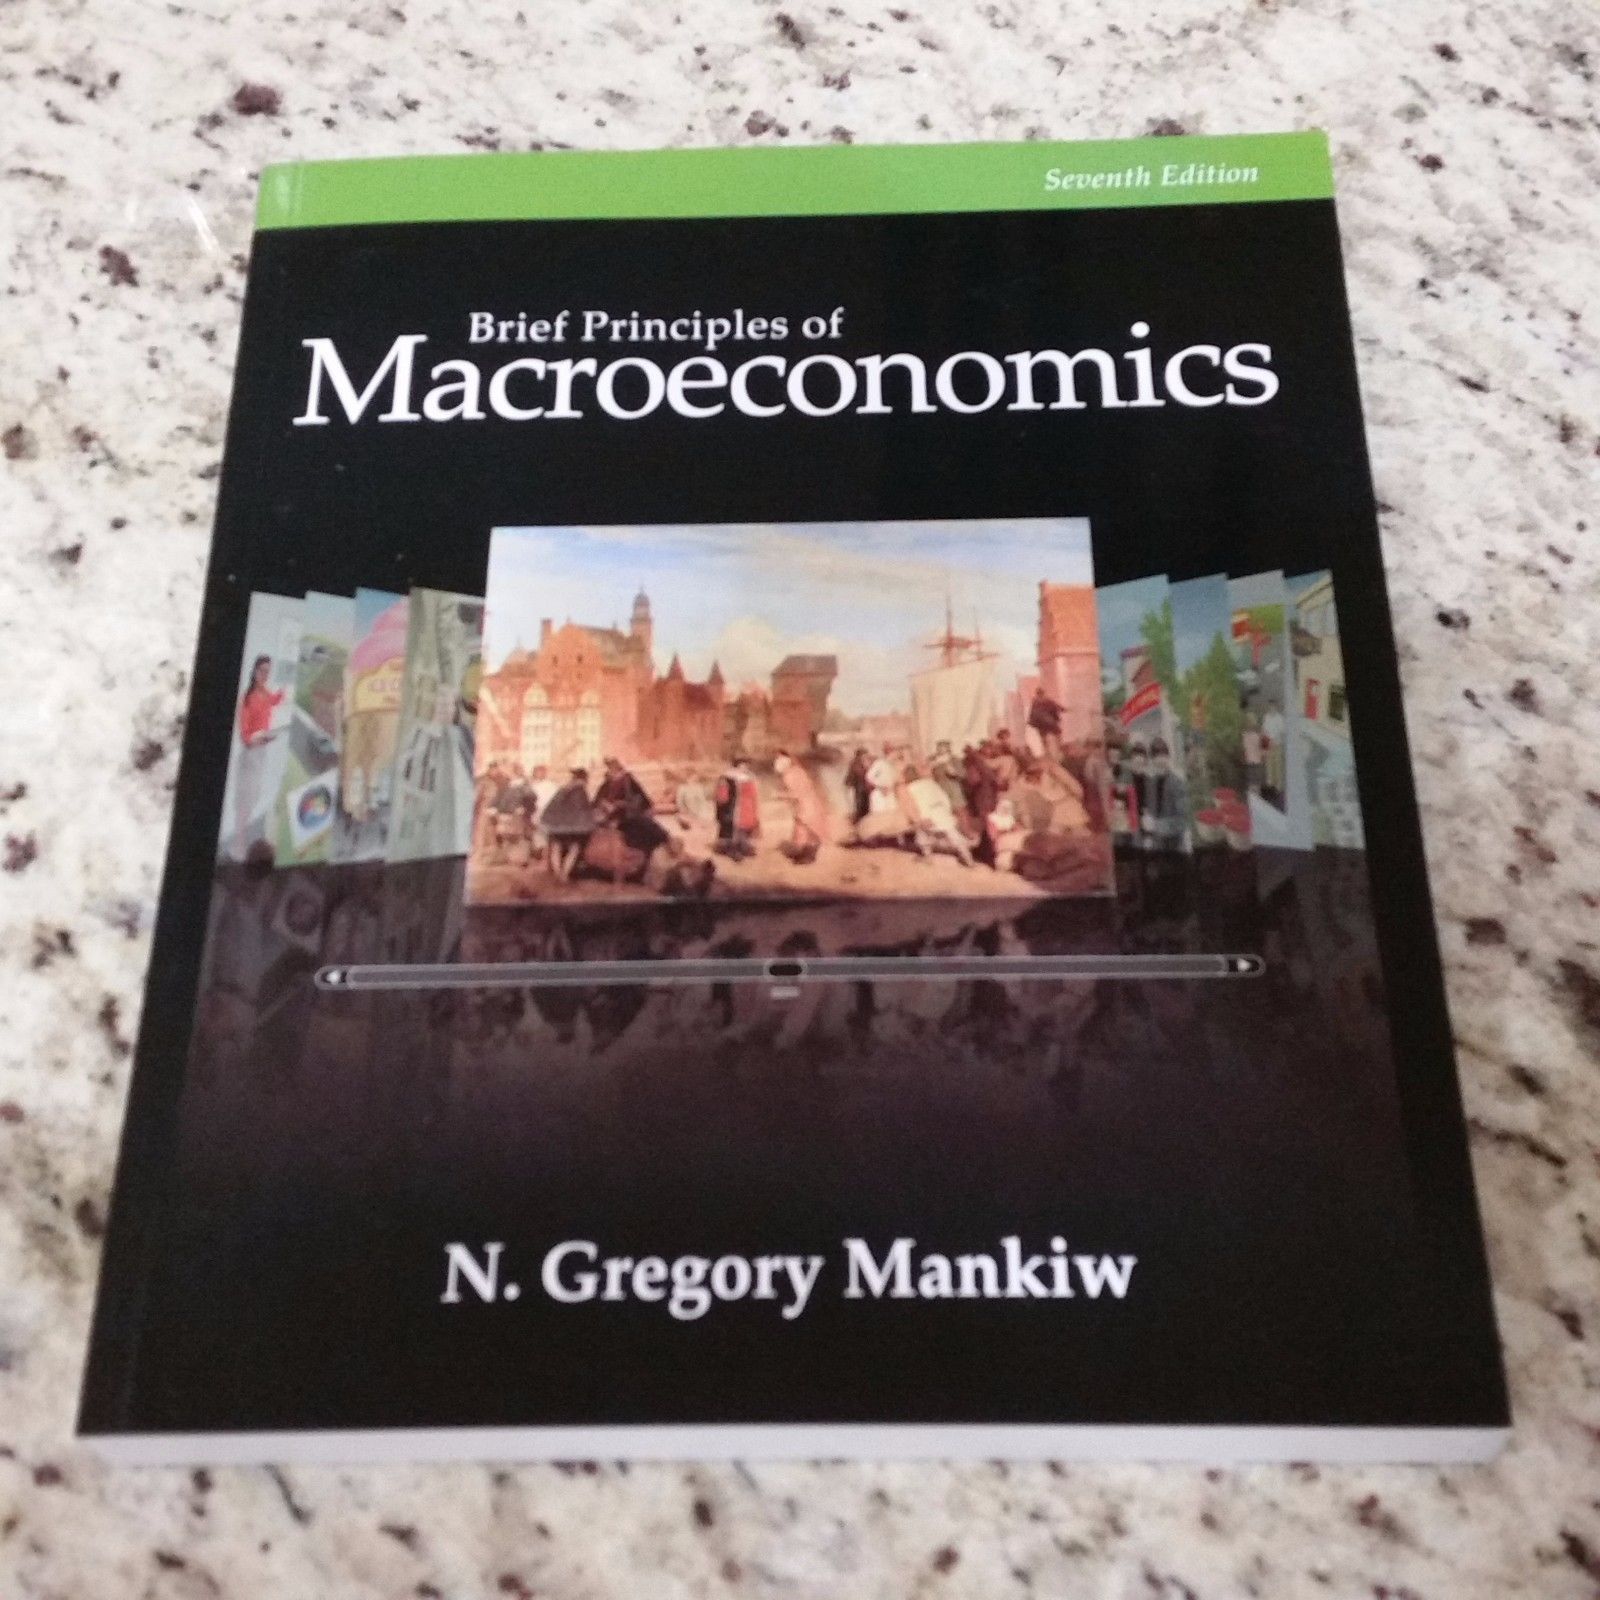 Seventh Edition
Brief Principles of
Macroeconomics
N. Gregory Mankiw